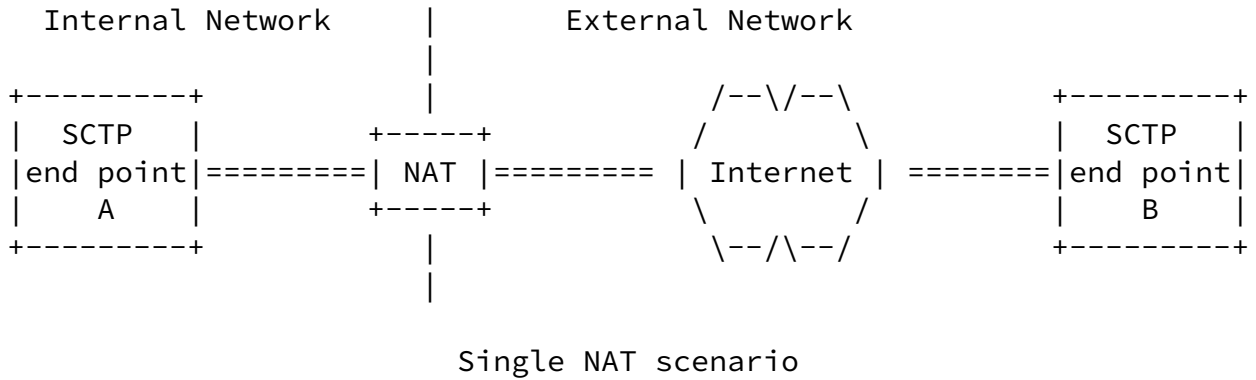 Internal Network | External Network
|
+---------+ | /--\/--\ +---------+
| SCTP | +-----+ / \ | SCTP |
|end point|=========| NAT |========= | Internet | ========|end point|
| A | +-----+ \ / | B |
+---------+ | \--/\--/ +---------+
|
Single NAT scenario